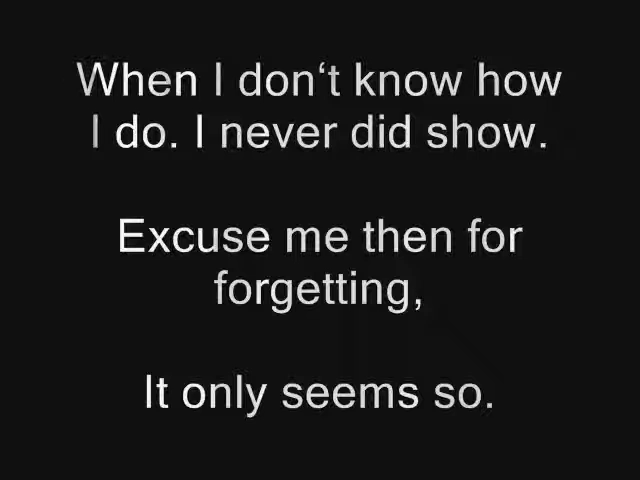 When I don‘t know how
I do. I never did show.
Excuse me then for
forgetting,
It only seems so.